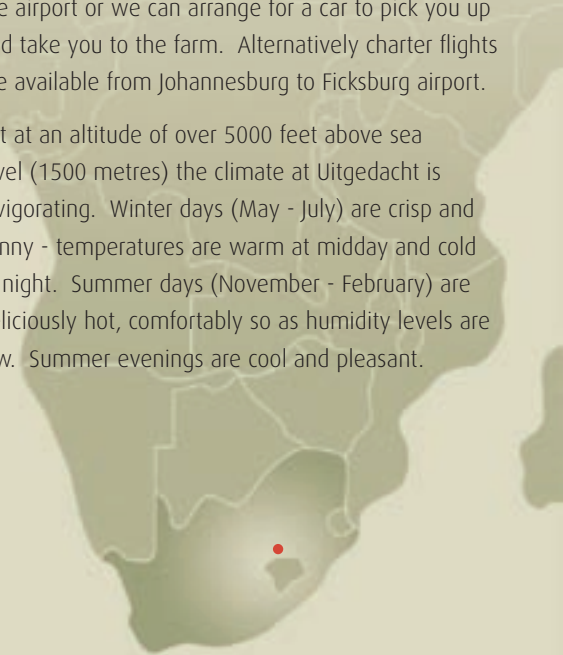 e airport or we can arrange for a car to pick you up
d take you to the farm.  Alternatively charter flights
e available from Johannesburg to Ficksburg airport.
t at an altitude of over 5000 feet above sea
vel (1500 metres) the climate at Uitgedacht is
vigorating.  Winter days (May - July) are crisp and
nny - temperatures are warm at midday and cold
night.  Summer days (November - February) are
liciously hot, comfortably so as humidity levels are
w.  Summer evenings are cool and pleasant.